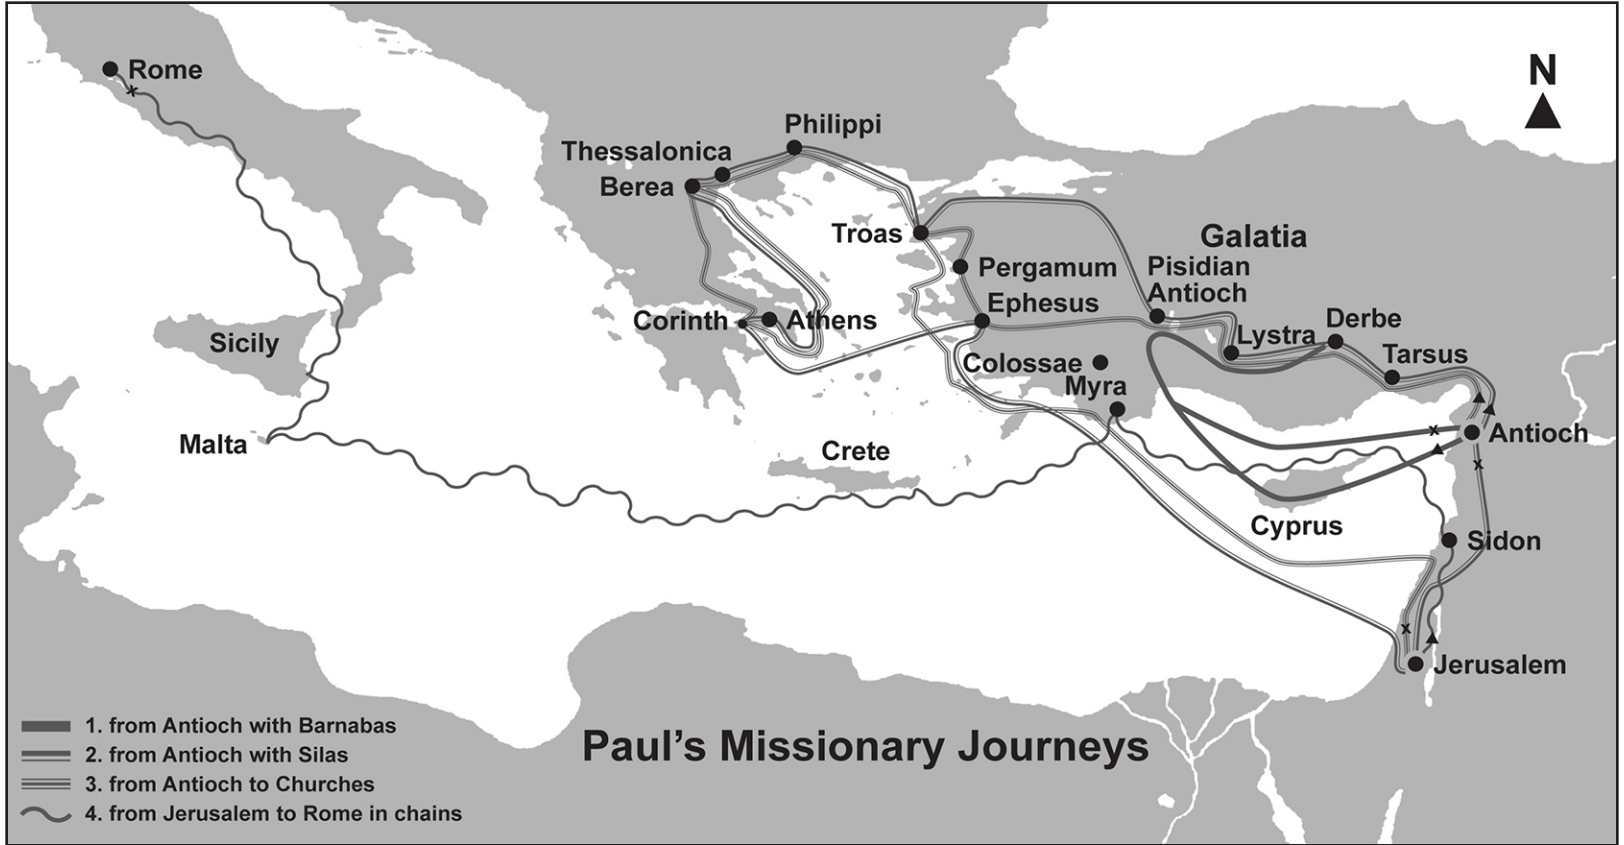 Rome
N
Philippi
Thessalonica
Berea
Troas
Galatia
Pergamum
Pisidian
Antioch
Ephesus
Corinth
Athens
Derbe
Lystra
Sicily
Tarsus
Colossae
Myra
Malta
Antioch
Crete
Cyprus
Sidon
Jerusalem
Paul’s Missionary Journeys
1. from Antioch with Barnabas
2. from Antioch with Silas
3. from Antioch to Churches
4. from Jerusalem to Rome in chains